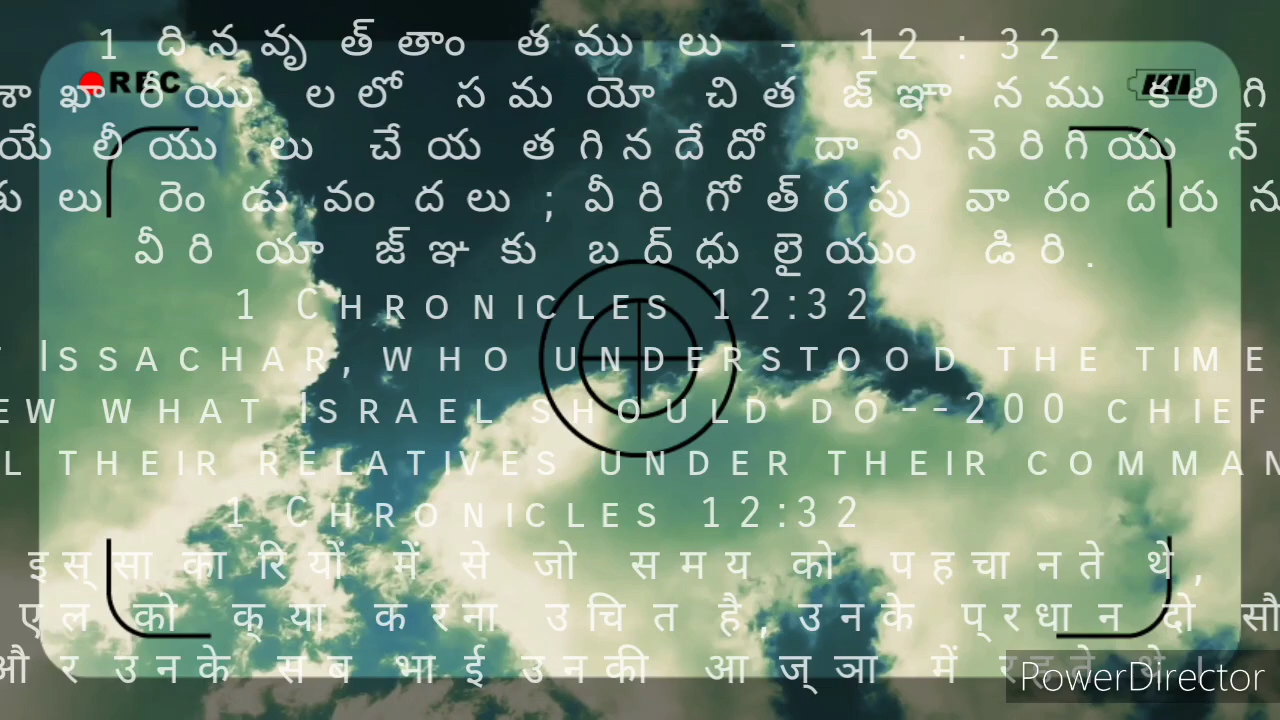 1 దినవృత్తాంతములు - 12:32
REC
శాఖారీయులలో సమయోచిత జ్ఞానము కలిగి
యేలీయులు చేయతగినదేదో దాని నెరిగియున్
డులు రెండువందలు; వీరి గోత్రపు వారందరును
వీరి యాజ్ఞకు బద్ధులైయుండిరి.
1 Chronicles 12:32
Issachar, who understood the time
ew what Israel should do--200 chief
l their relatives under their comman
1 Chronicles 12:32
इस्साकारियों में से जो समय को पहचानते थे,
एल को क्या करना उचित है, उनके प्रधान दो सौ
और उनके सब भाई उनकी आज्ञा में रहते थे।
PowerDirector